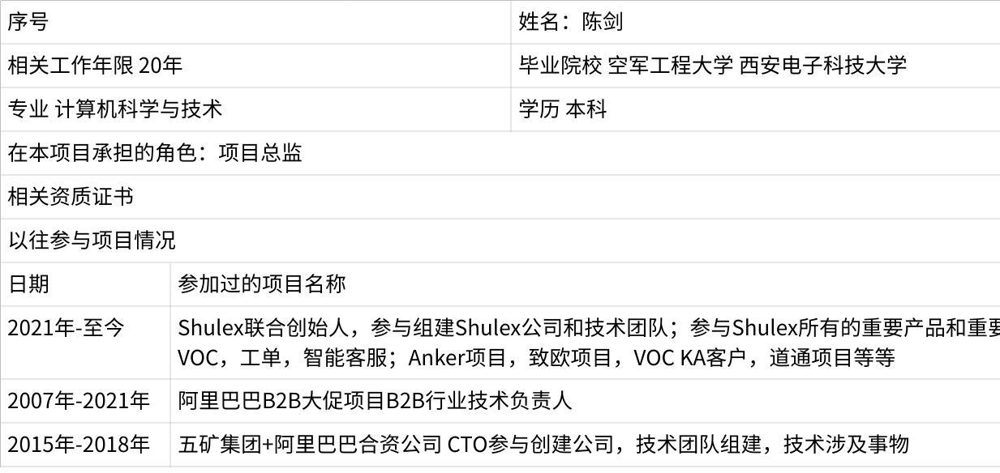 序号
姓名：陈剑
相关工作年限 20年
毕业院校 空军工程大学 西安电子科技大学
专业 计算机科学与技术
学历 本科
在本项目承担的角色：项目总监
相关资质证书
以往参与项目情况
日期
参加过的项目名称
2021年-至今
Shulex联合创始人，参与组建Shulex公司和技术团队；参与Shulex所有的重要产品和重要
VOC，工单，智能客服；Anker项目，致欧项目，VOC KA客户，道通项目等等
2007年-2021年
阿里巴巴B2B大促项目B2B行业技术负责人
2015年-2018年
五矿集团+阿里巴巴合资公司 CTO参与创建公司，技术团队组建，技术涉及事物